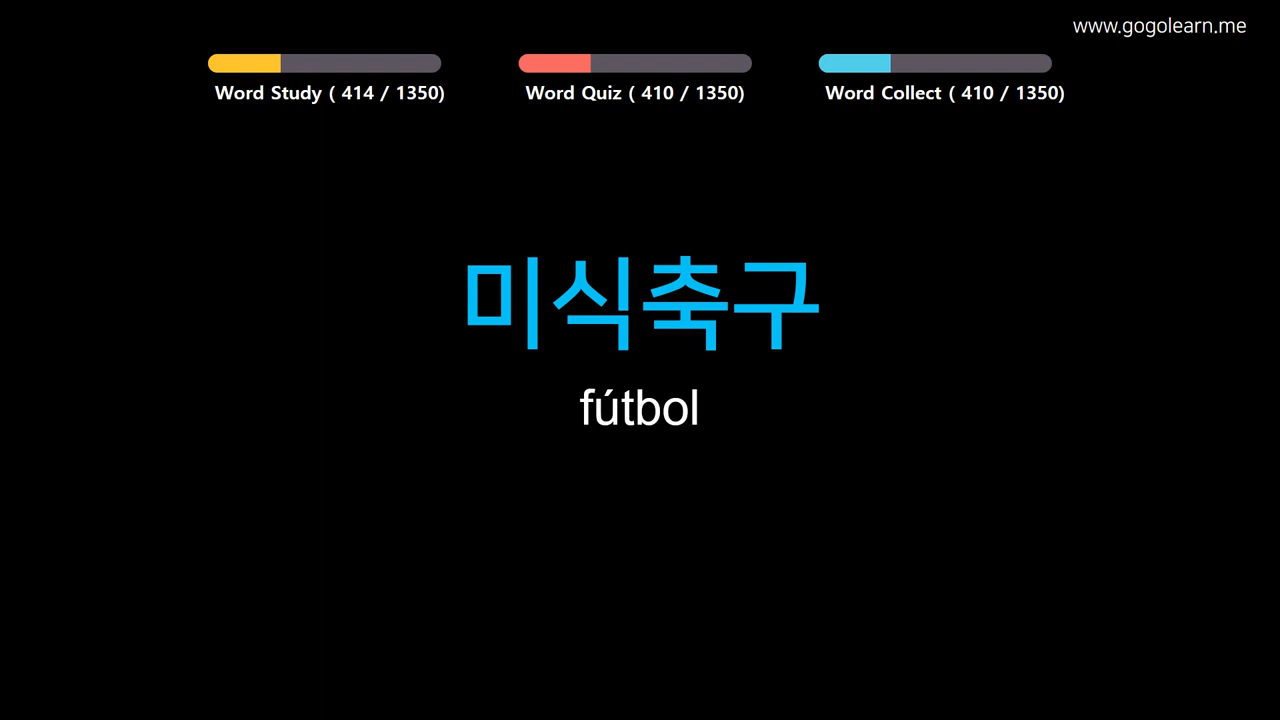 www.gogolearn.me
Word Study ( 414 / 1350)
Word Quiz ( 410 / 1350)
Word Collect ( 410 / 1350)
미식축구
fútbol